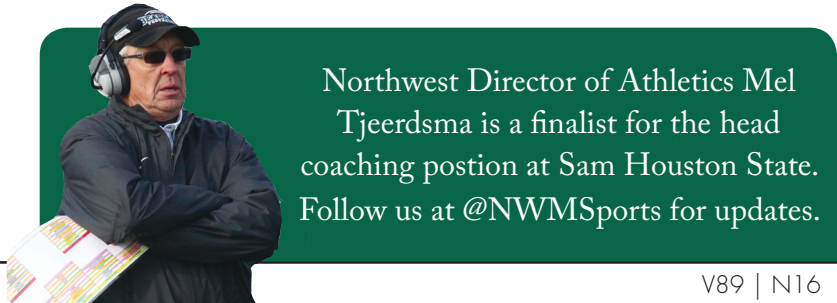 Northwest Director of Athletics Mel
Tjeerdsma is a finalist for the head
coaching postion at Sam Houston State.
Follow us at @NWMSports for updates.
V89 | N16